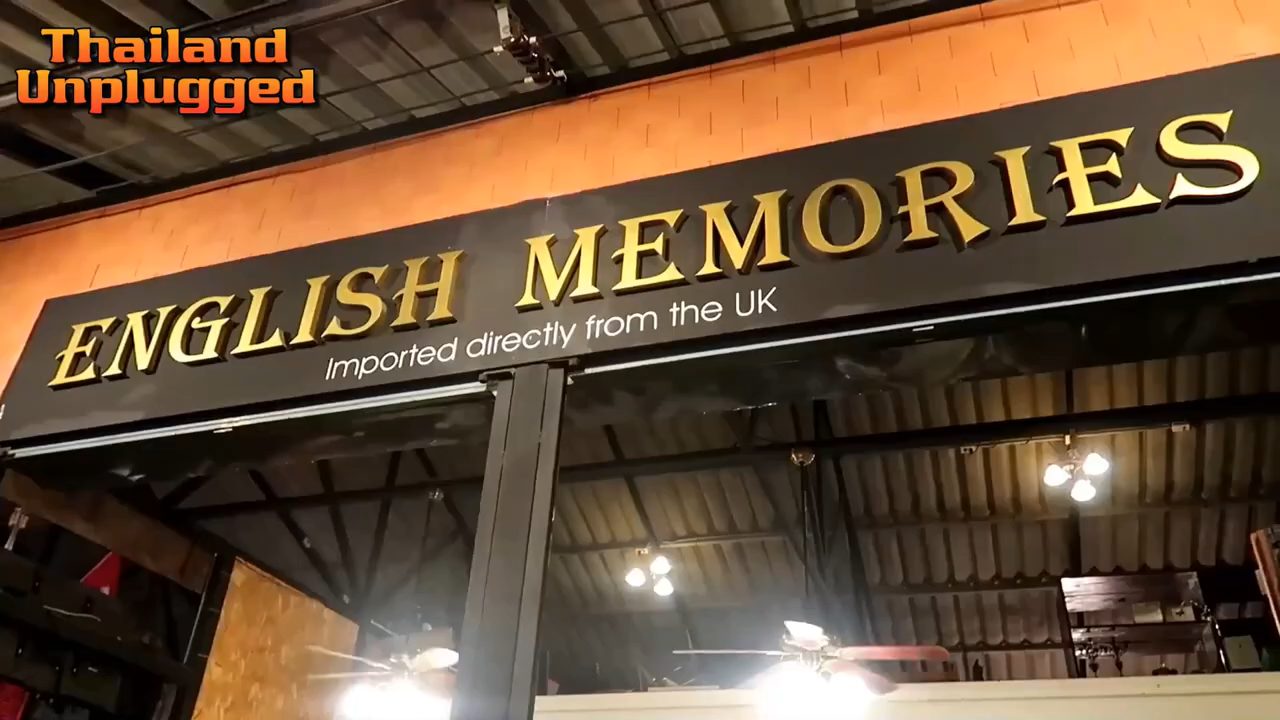 Thailand
Unplugged
ENGLISH MEMORIES
Imported directly from the UK